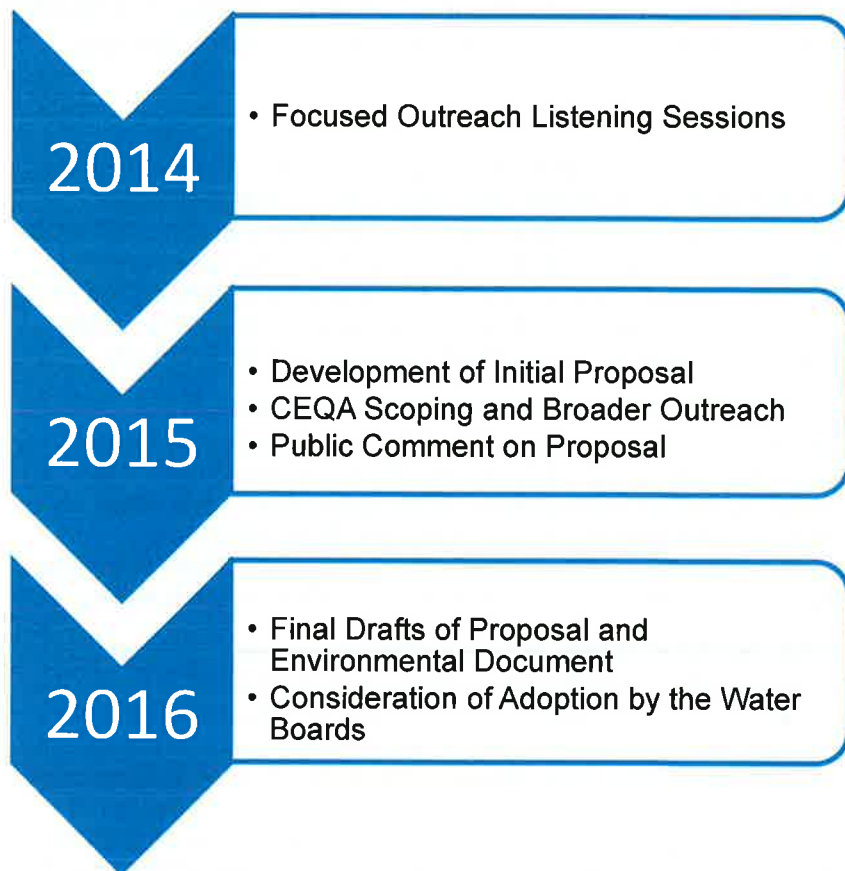 2014
• Focused Outreach Listening Sessions
2015
• Development of Initial Proposal
• CEQA Scoping and Broader Outreach
• Public Comment on Proposal
2016
• Final Drafts of Proposal and
Environmental Document
• Consideration of Adoption by the Water
Boards